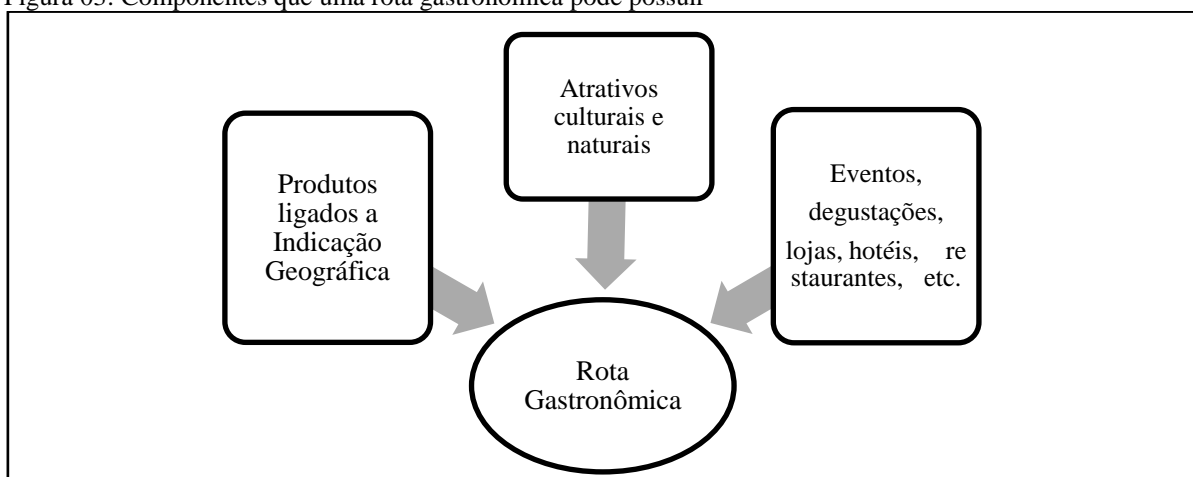 Figura 03: Componentes que uma rota gastronômica pode possuir
Produtos
ligados a
Indicação
Geográfica
Atrativos
culturais e
naturais
Eventos,
degustações,
lojas, hotéis, re
staurantes, etc.
Rota
Gastronômica